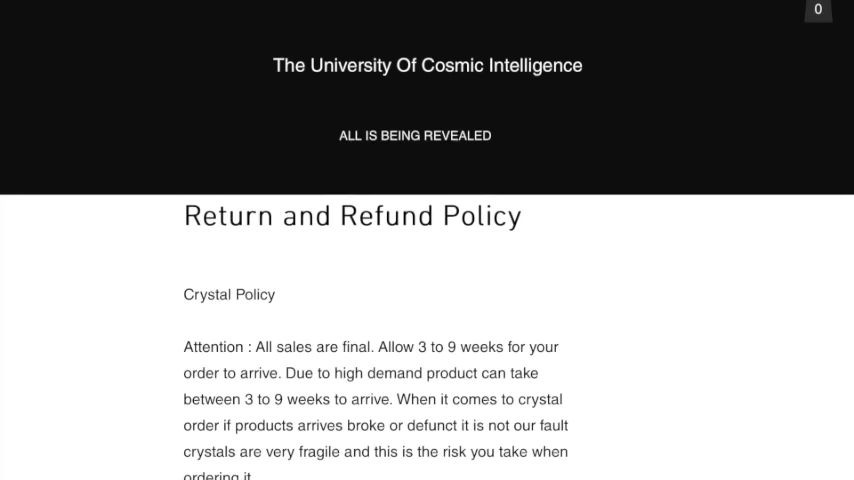 0
The University Of Cosmic Intelligence
ALL IS BEING REVEALED
Return and Refund Policy
Crystal Policy
Attention : All sales are final. Allow 3 to 9 weeks for your
order to arrive. Due to high demand product can take
between 3 to 9 weeks to arrive. When it comes to crystal
order if products arrives broke or defunct it is not our fault
crystals are very fragile and this is the risk you take when
ordering it